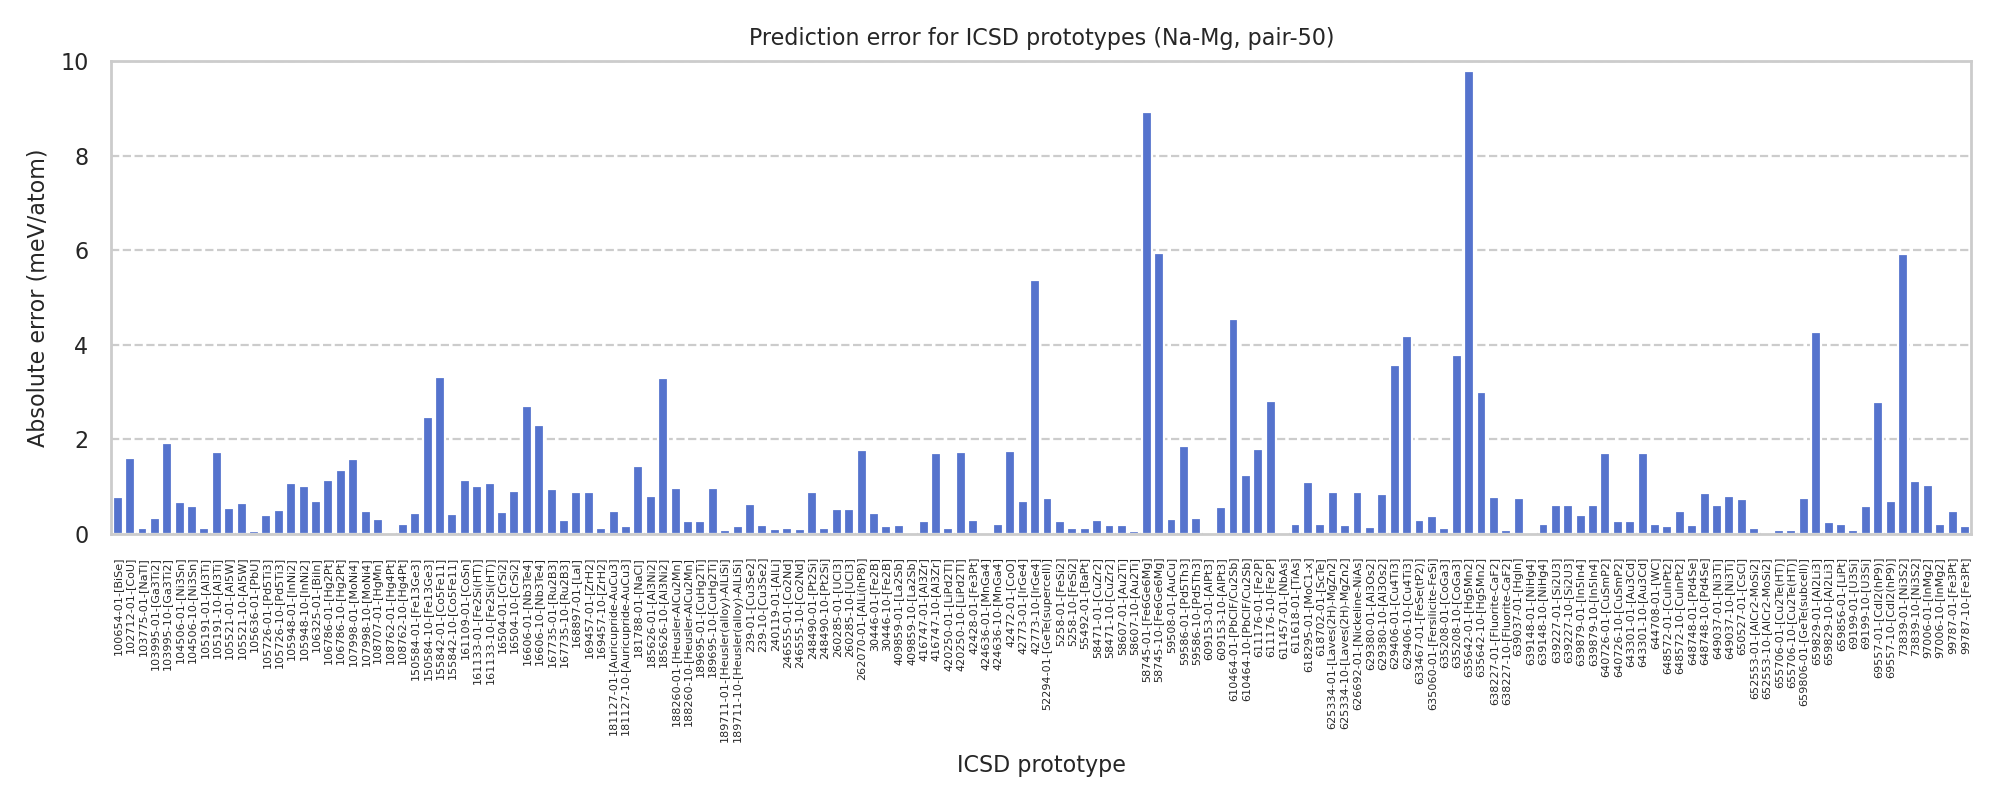 Prediction error for ICSD prototypes (Na-Mg, pair-50)
10
8
6
4
2
0
Absolute error (meV/atom)
100654-01-[BiSe]
102712-01-[CoU]
103775-01-[NaTl]
103995-01-[Ga3Ti2]
103995-10-[Ga3Ti2]
104506-01-[Ni3Sn]
104506-10-[Ni3Sn]
105191-01-[Al3Ti]
105191-10-[Al3Ti]
105521-01-[Al5W]
105521-10-[Al5W]
105636-01-[PbU]
105726-01-[Pd5Ti3]
105726-10-[Pd5Ti3]
105948-01-[InNi2]
105948-10-[InNi2]
106325-01-[BiIn]
106786-01-[Hg2Pt]
106786-10-[Hg2Pt]
107998-01-[MoNi4]
107998-10-[MoNi4]
108707-01-[HgMn]
108762-01-[Hg4Pt]
108762-10-[Hg4Pt]
150584-01-[Fe13Ge3]
150584-10-[Fe13Ge3]
155842-01-[Co5Fe11]
155842-10-[Co5Fe11]
161109-01-[CoSn]
161133-01-[Fe2Si(HT)]
161133-10-[Fe2Si(HT)]
16504-01-[CrSi2]
16504-10-[CrSi2]
16606-01-[Nb3Te4]
16606-10-[Nb3Te4]
167735-01-[Ru2B3]
167735-10-[Ru2B3]
168897-01-[LaI]
169457-01-[ZrH2]
169457-10-[ZrH2]
181127-01-[Auricupride-AuCu3]
181127-10-[Auricupride-AuCu3]
181788-01-[NaCl]
185626-01-[Al3Ni2]
185626-10-[Al3Ni2]
188260-01-[Heusler-AlCu2Mn]
188260-10-[Heusler-AlCu2Mn]
189695-01-[CuHg2Ti]
189695-10-[CuHg2Ti]
189711-01-[Heusler(alloy)-AlLiSi]
189711-10-[Heusler(alloy)-AlLiSi]
239-01-[Cu3Se2]
239-10-[Cu3Se2]
240119-01-[AlLi]
246555-01-[Co2Nd]
246555-10-[Co2Nd]
248490-01-[Pt2Si]
248490-10-[Pt2Si]
260285-01-[UCl3]
260285-10-[UCl3]
262070-01-[AlLi(hP8)]
30446-01-[Fe2B]
30446-10-[Fe2B]
409859-01-[La2Sb]
409859-10-[La2Sb]
416747-01-[Al3Zr]
416747-10-[Al3Zr]
420250-01-[LiPd2Tl]
420250-10-[LiPd2Tl]
42428-01-[Fe3Pt]
424636-01-[MnGa4]
424636-10-[MnGa4]
42472-01-[CoO]
42773-01-[IrGe4]
42773-10-[IrGe4]
52294-01-[GeTe(supercell)]
5258-01-[FeSi2]
5258-10-[FeSi2]
55492-01-[BaPt]
58471-01-[CuZr2]
58471-10-[CuZr2]
58607-01-[Au2Ti]
58607-10-[Au2Ti]
58745-01-[Fe6Ge6Mg]
58745-10-[Fe6Ge6Mg]
59508-01-[AuCu]
59586-01-[Pd5Th3]
59586-10-[Pd5Th3]
609153-01-[AlPt3]
609153-10-[AlPt3]
610464-01-[PbClF/Cu2Sb]
610464-10-[PbClF/Cu2Sb]
611176-01-[Fe2P]
611176-10-[Fe2P]
611457-01-[NbAs]
611618-01-[TiAs]
618295-01-[MoC1-x]
618702-01-[ScTe]
625334-01-[Laves(2H)-MgZn2]
625334-10-[Laves(2H)-MgZn2]
626692-01-[Nickeline-NiAs]
629380-01-[Al3Os2]
629380-10-[Al3Os2]
629406-01-[Cu4Ti3]
629406-10-[Cu4Ti3]
633467-01-[FeSe(tP2)]
635060-01-[Fersilicite-FeSi]
635208-01-[CoGa3]
635208-10-[CoGa3]
635642-01-[Hg5Mn2]
635642-10-[Hg5Mn2]
638227-01-[Fluorite-CaF2]
638227-10-[Fluorite-CaF2]
639037-01-[HgIn]
639148-01-[NiHg4]
639148-10-[NiHg4]
639227-01-[Si2U3]
639227-10-[Si2U3]
639879-01-[In5In4]
639879-10-[In5In4]
640726-01-[CuSmP2]
640726-10-[CuSmP2]
643301-01-[Au3Cd]
643301-10-[Au3Cd]
644708-01-[WC]
648572-01-[CuInPt2]
648572-10-[CuInPt2]
648748-01-[Pd4Se]
648748-10-[Pd4Se]
649037-01-[Ni3Ti]
649037-10-[Ni3Ti]
650527-01-[CsCl]
652553-01-[AlCr2-MoSi2]
652553-10-[AlCr2-MoSi2]
655706-01-[Cu2Te(HT)]
655706-10-[Cu2Te(HT)]
659806-01-[GeTe(subcell)]
659829-01-[Al2Li3]
659829-10-[Al2Li3]
659856-01-[LiPt]
69199-01-[U3Si]
69199-10-[U3Si]
69557-01-[CdI2(hP9)]
69557-10-[CdI2(hP9)]
73839-01-[Ni3S2]
73839-10-[Ni3S2]
97006-01-[InMg2]
97006-10-[InMg2]
99787-01-[Fe3Pt]
99787-10-[Fe3Pt]
ICSD prototype